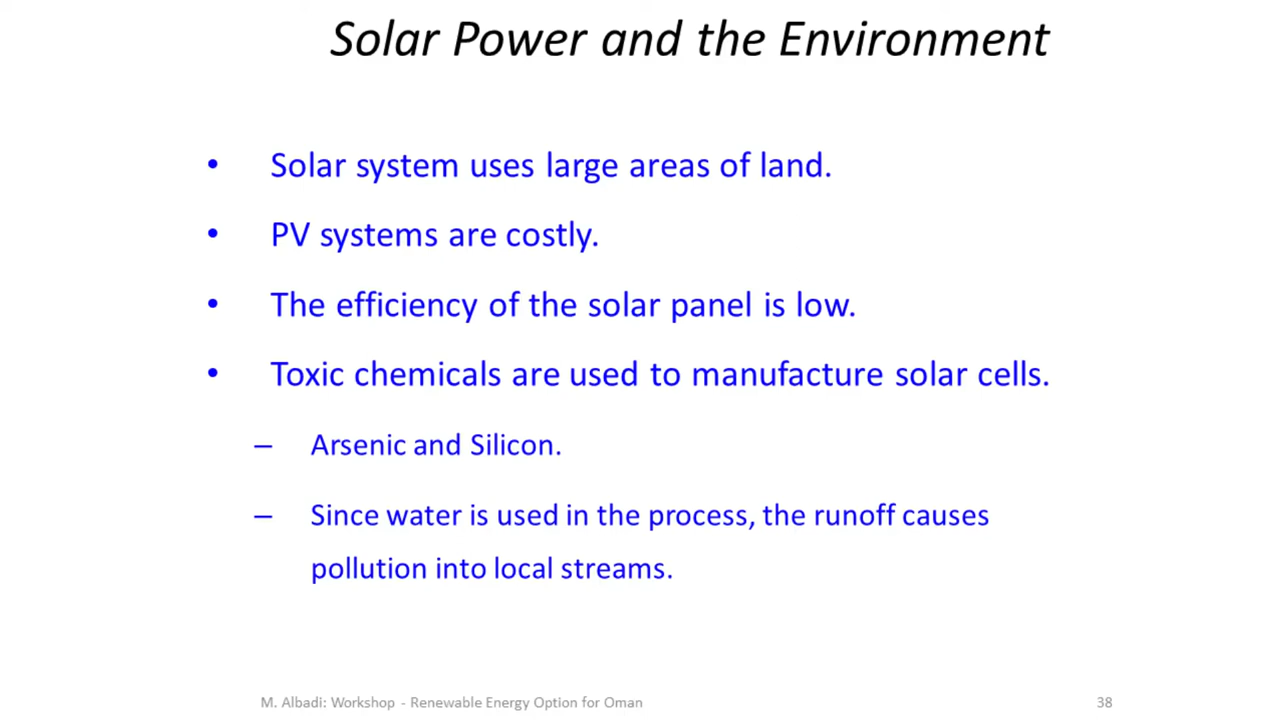 Solar Power and the Environment
• Solar system uses large areas of land.
• PV systems are costly.
• The efficiency of the solar panel is low.
• Toxic chemicals are used to manufacture solar cells.
– Arsenic and Silicon.
– Since water is used in the process, the runoff causes
pollution into local streams.
M. Albadi: Workshop - Renewable Energy Option for Oman
38